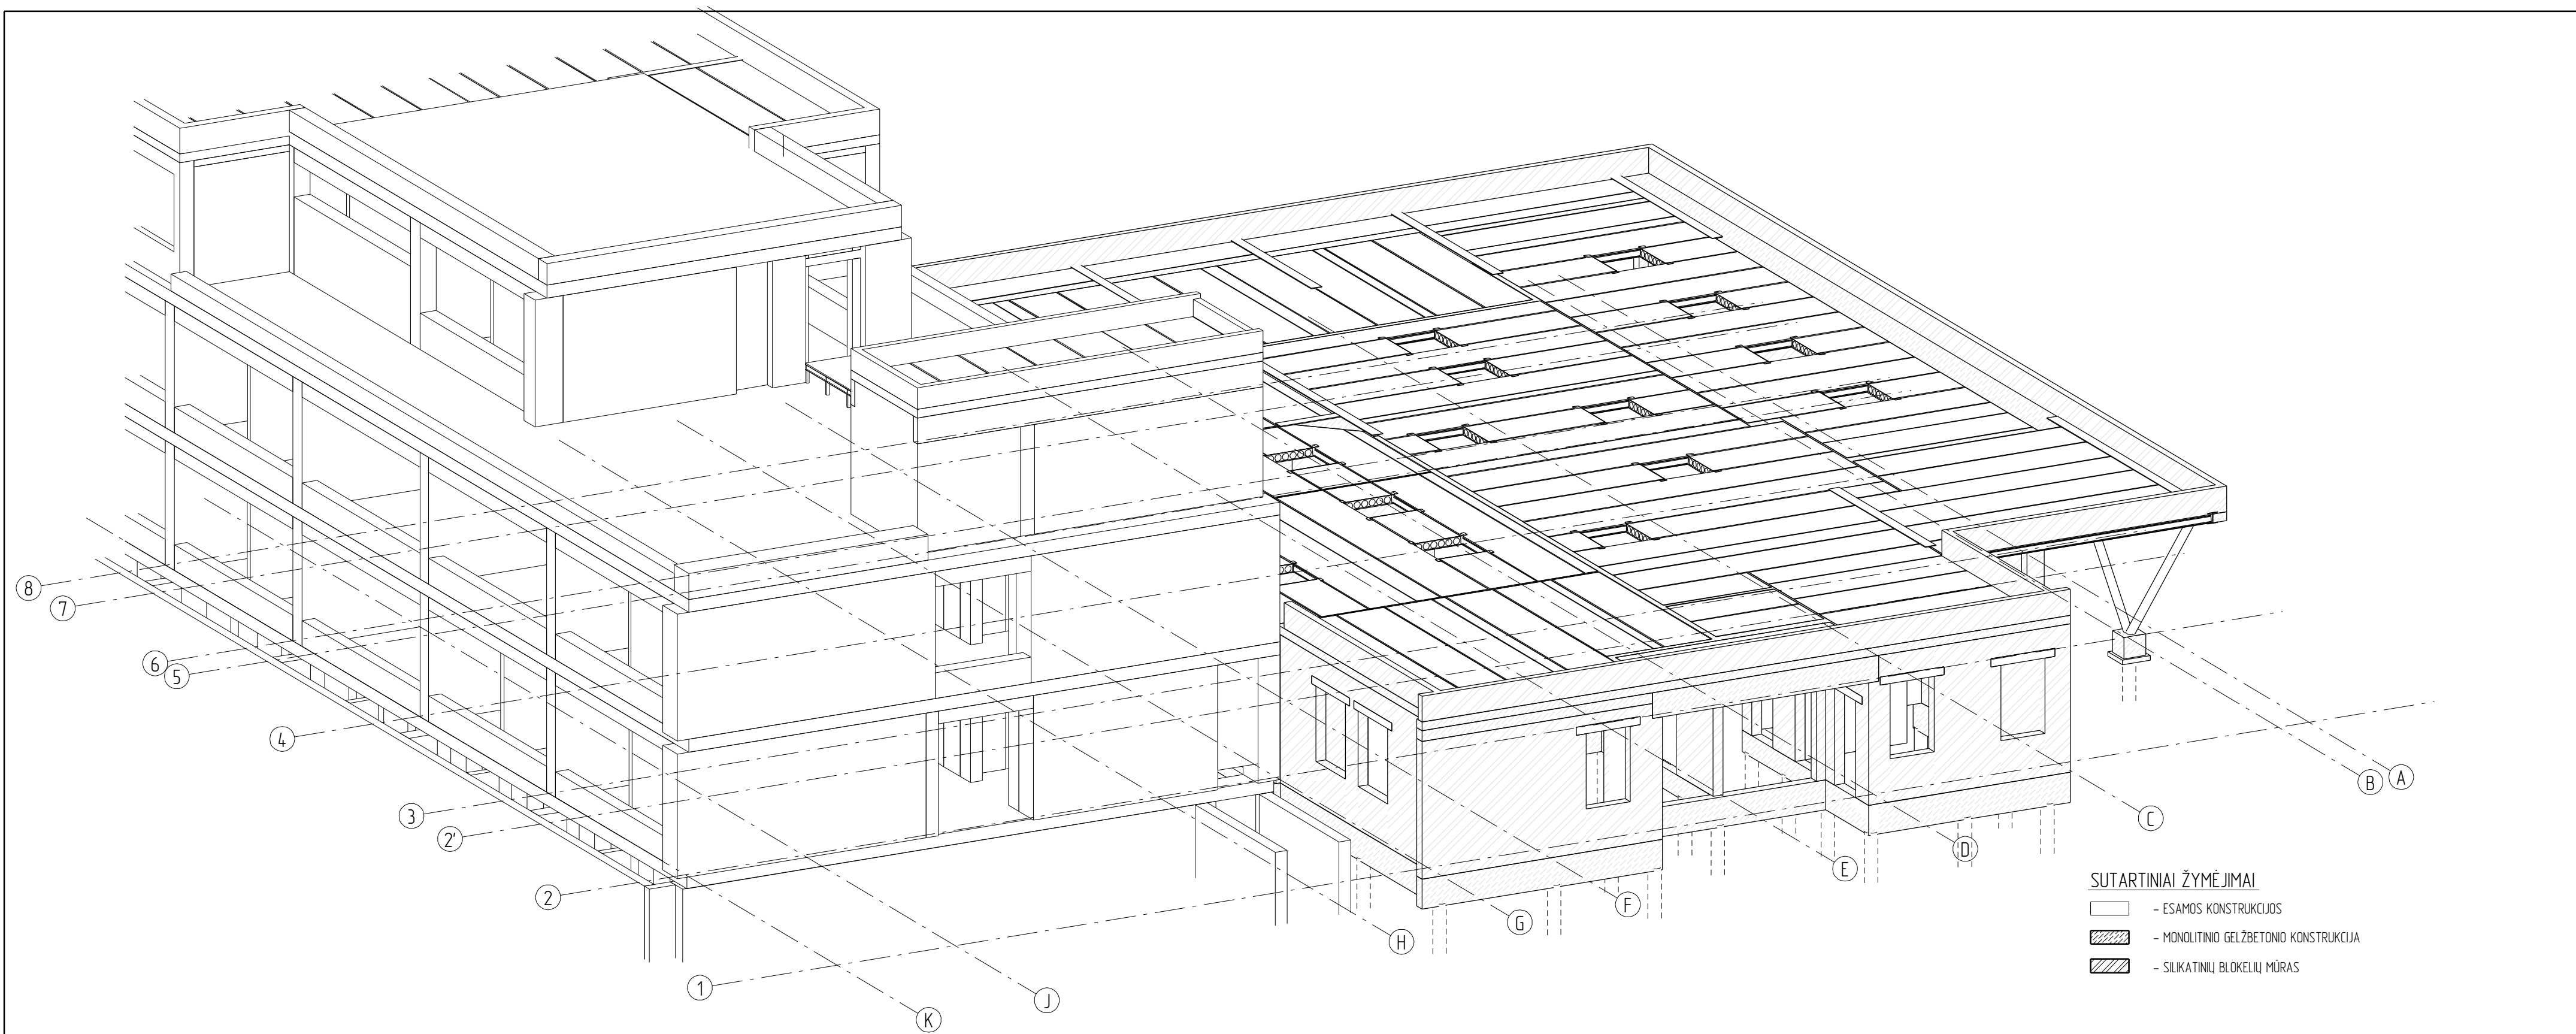 8
7
6
5
4
3
2'
2
1
K
J
H
G
F
E
D
C
B
A
SUTARTINIAI ŽYMĖJIMAI
- ESAMOS KONSTRUKCIJOS
- MONOLITINIO GELŽBETONIO KONSTRUKCIJA
- SILIKATINIŲ BLOKELIŲ MŪRAS